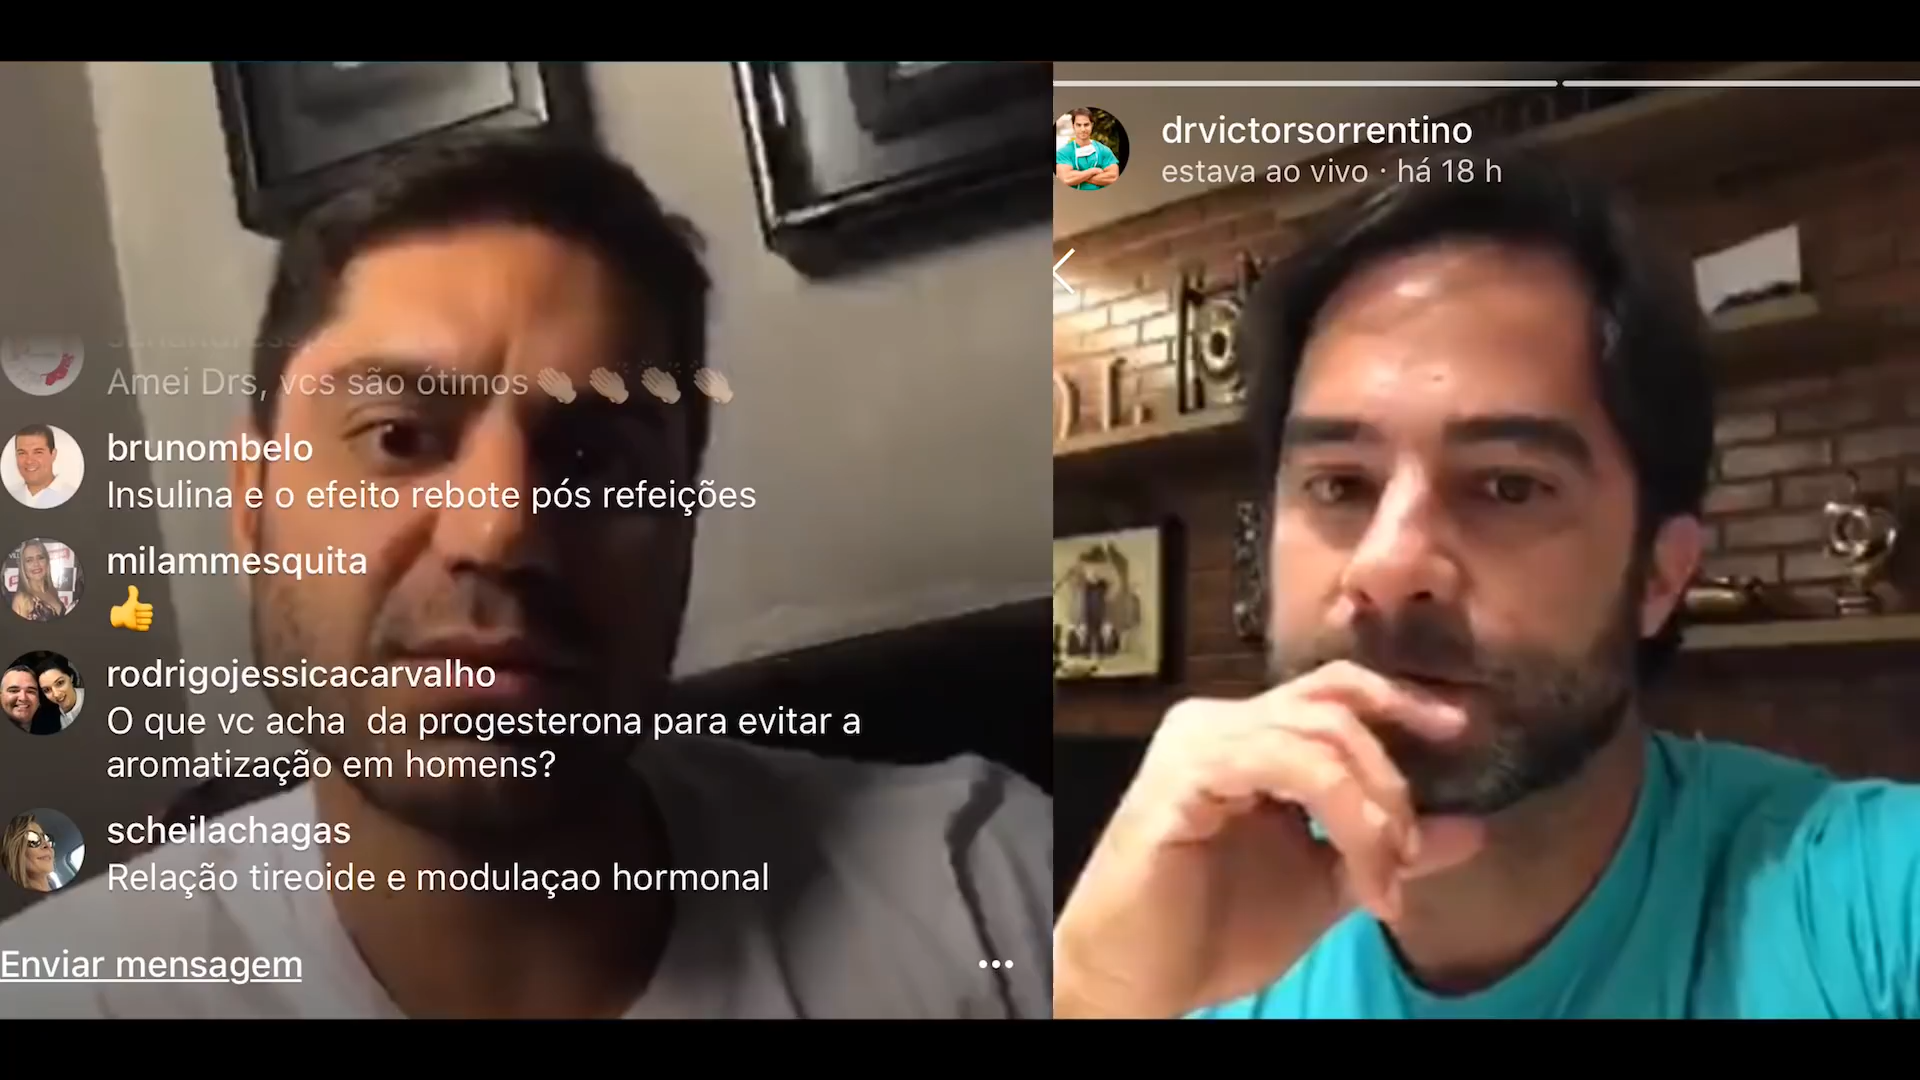 Amei Drs, vcs são ótimos👏🏼👏🏼👏🏼👏🏼
brunombelo
Insulina e o efeito rebote pós refeições
milammesquita
👍
rodrigojessicacarvalho
O que vc acha  da progesterona para evitar a
aromatização em homens?
scheilachagas
Relação tireoide e modulaçao hormonal
Enviar mensagem
drvictorsorrentino
estava ao vivo · há 18 h